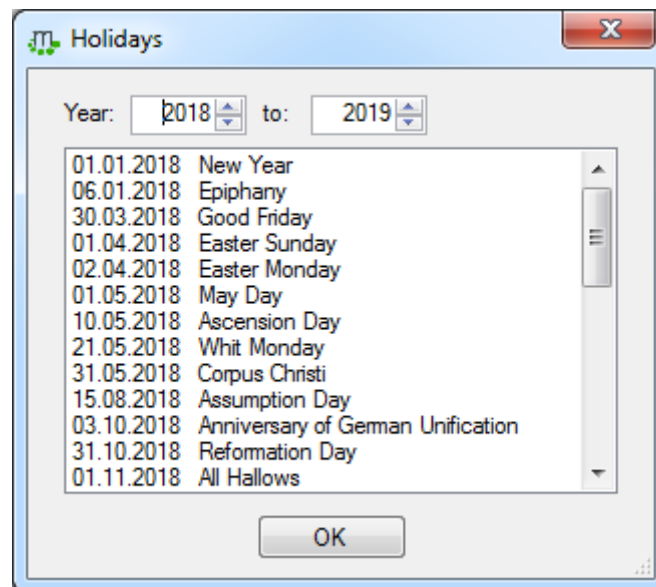 Holidays
Year: 2018 to: 2019
01.01.2018 New Year
06.01.2018 Epiphany
30.03.2018 Good Friday
01.04.2018 Easter Sunday
02.04.2018 Easter Monday
01.05.2018 May Day
10.05.2018 Ascension Day
21.05.2018 Whit Monday
31.05.2018 Corpus Christi
15.08.2018 Assumption Day
03.10.2018 Anniversary of German Unification
31.10.2018 Reformation Day
01.11.2018 All Hallows
OK